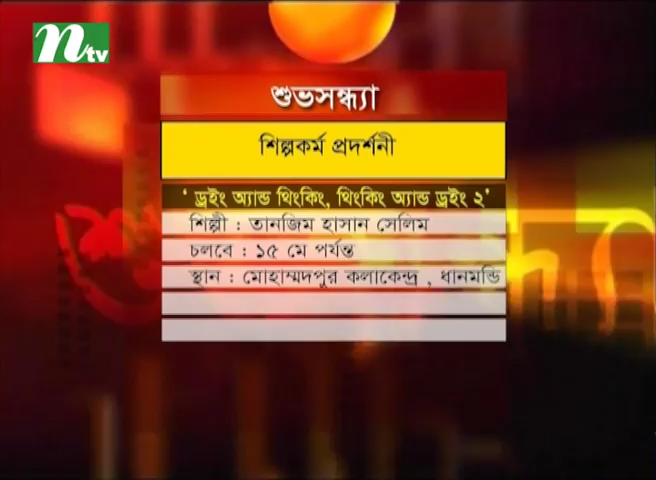 ntv
শুভসন্ধ্যা
শিল্পকর্ম প্রদর্শনী
‘ ড্রইং অ্যান্ড থিংকিং, থিংকিং অ্যান্ড ড্রইং ২’
শিল্পী : তানজিম হাসান সেলিম
চলবে : ১৫ মে পর্যন্ত
স্থান : মোহাম্মদপুর কলাকেন্দ্র , ধানমন্ডি